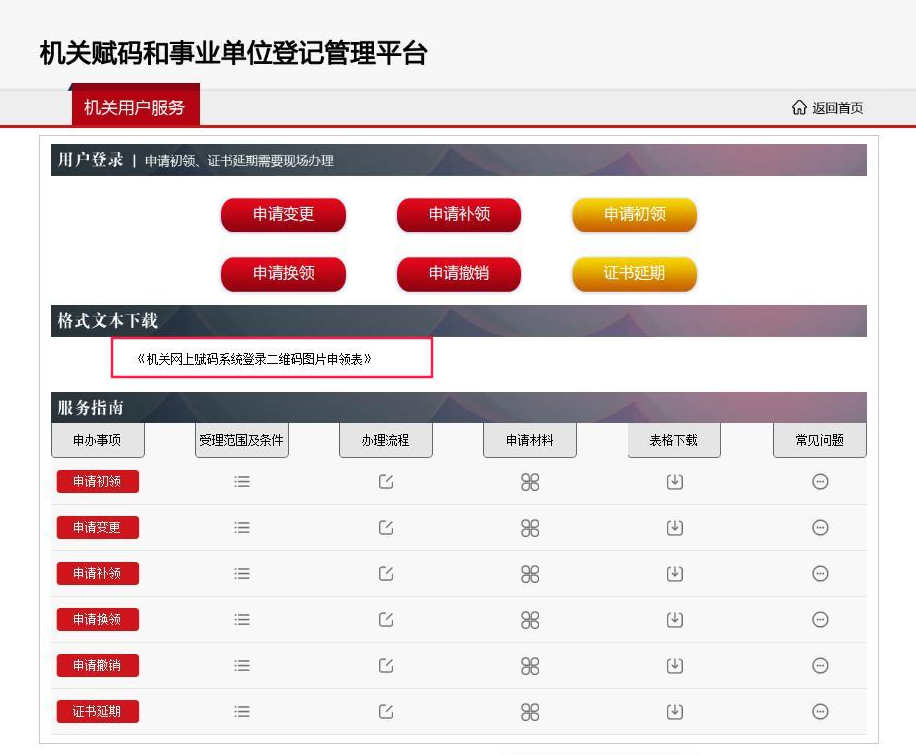 机关赋码和事业单位登记管理平台
机关用户服务
返回首页
用户登录 | 申请初领、证书延期需要现场办理
申请变更 申请补领 申请初领
申请换领 申请撤销 证书延期
格式文本下载
《机关网上赋码系统登录二维码图片申领表》
服务指南
申办事项 受理范围及条件 办理流程 申请材料 表格下载 常见问题
申请初领
申请变更
申请补领
申请换领
申请撤销
证书延期